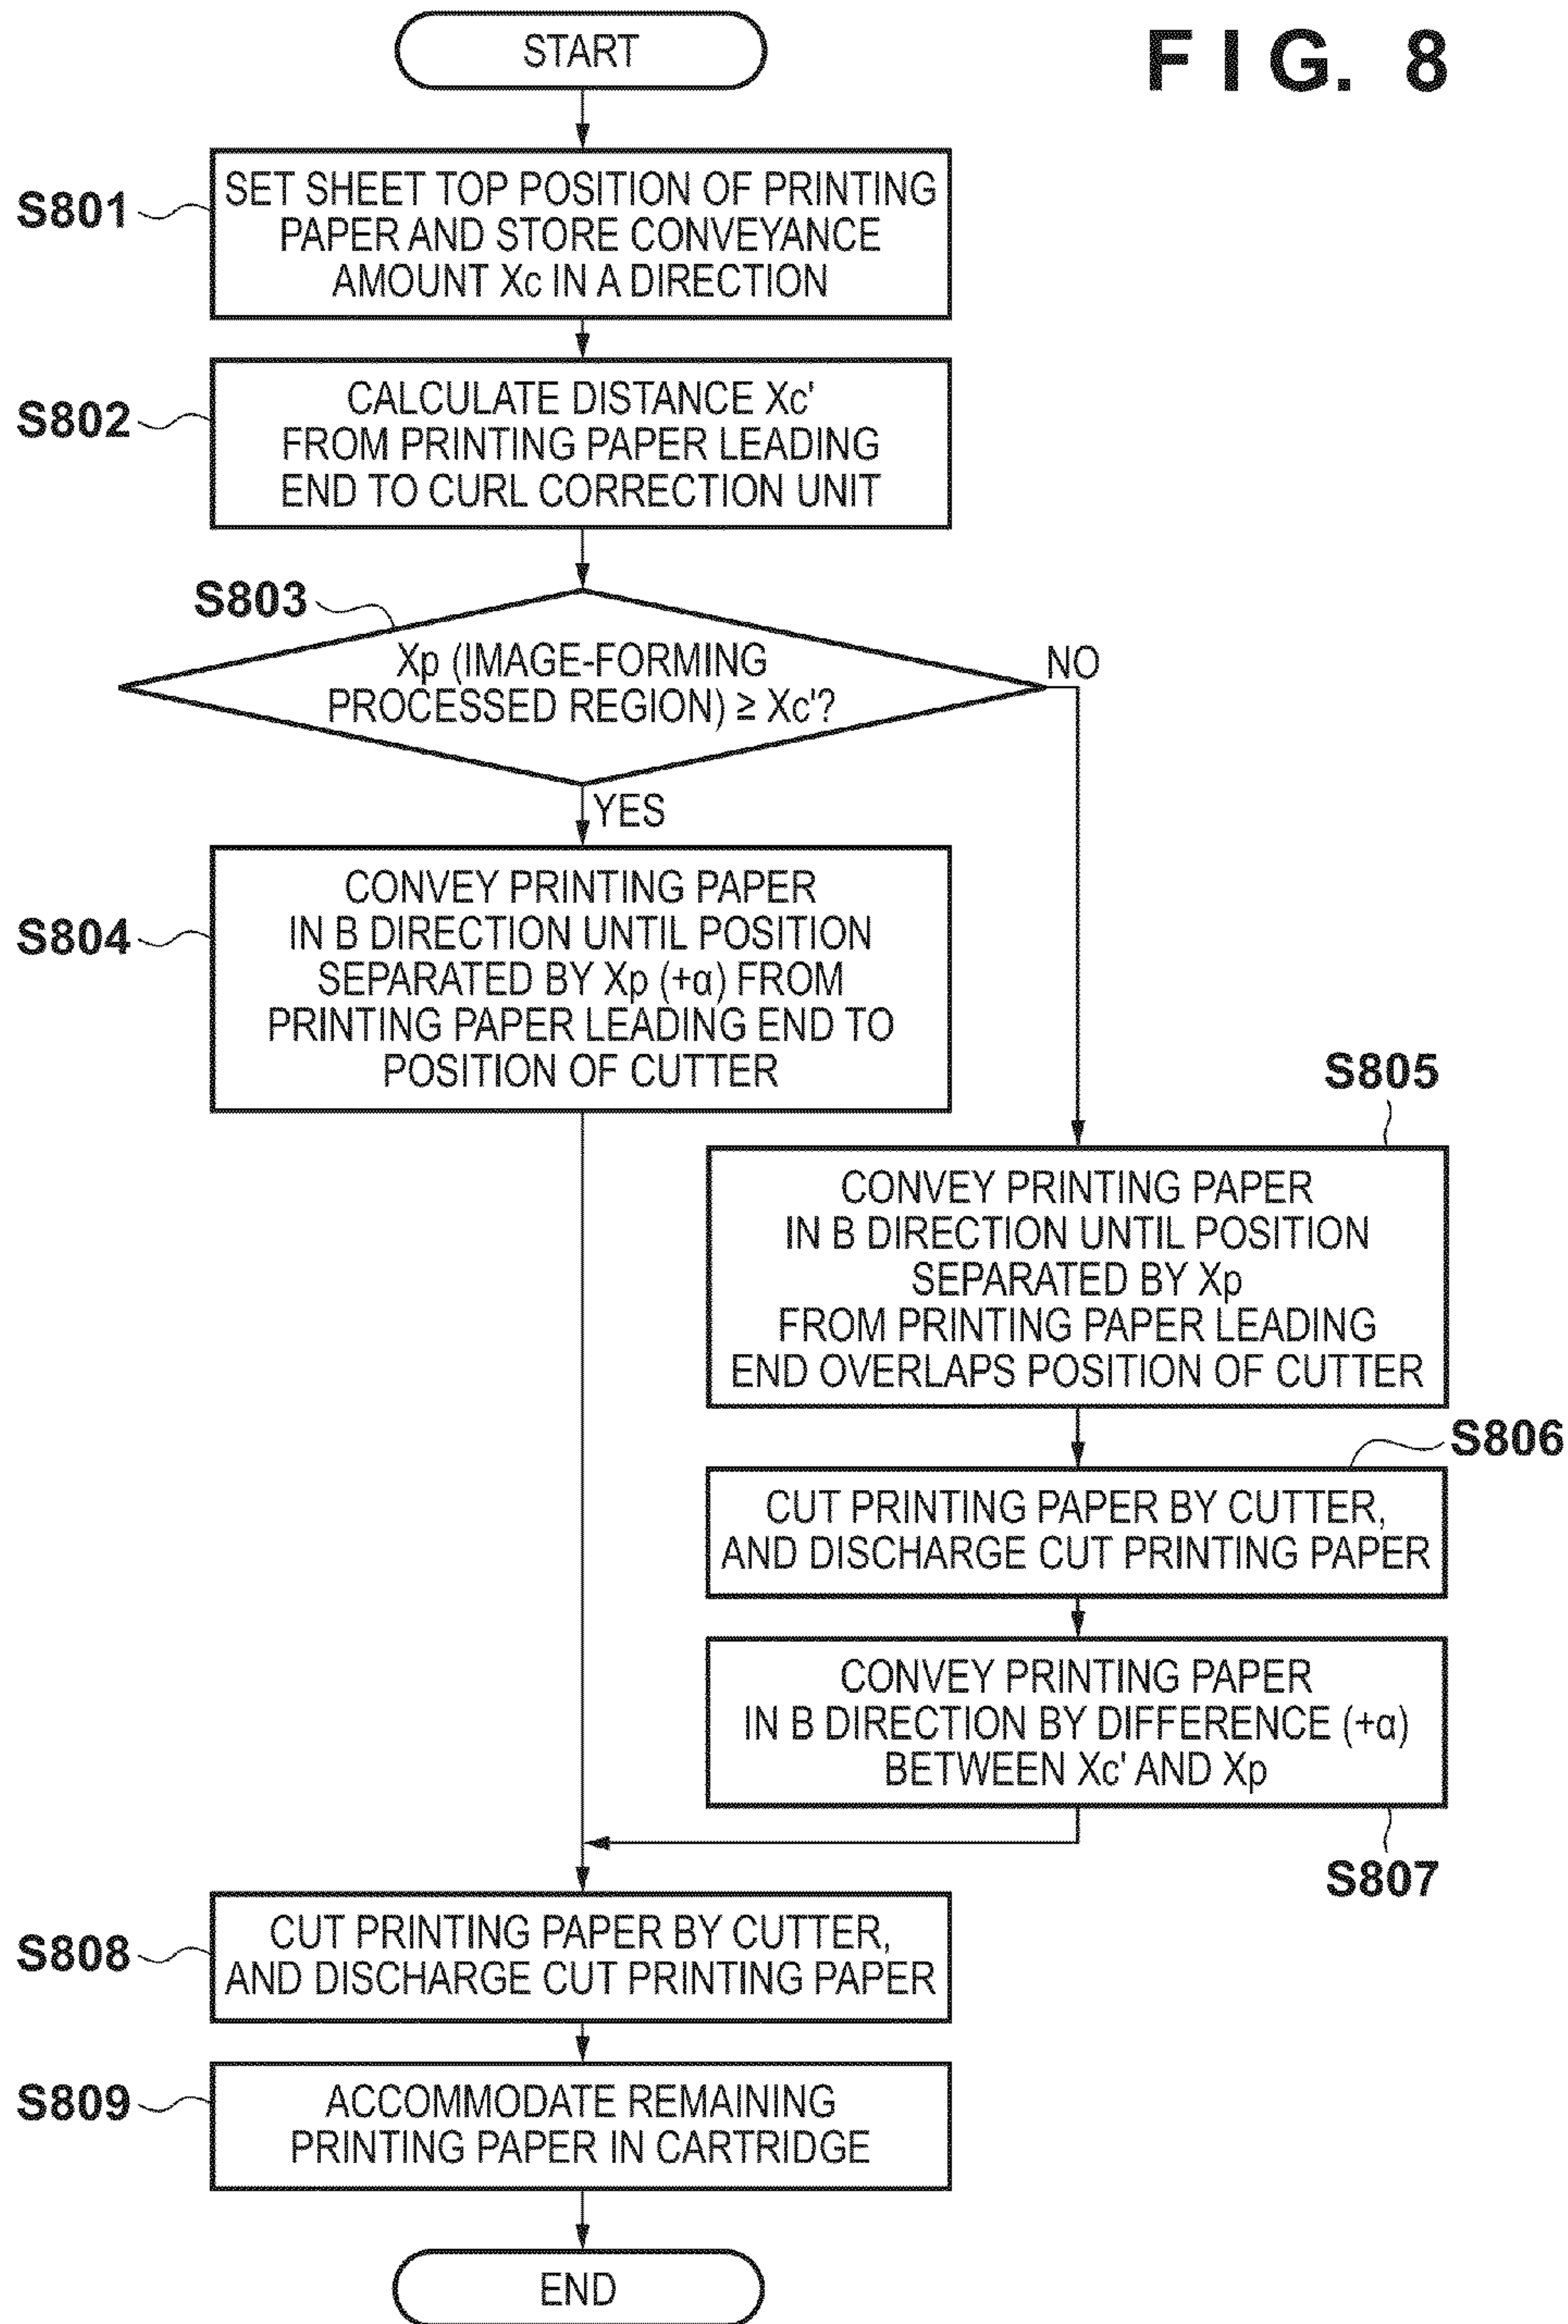 FIG. 8
START
S801
SET SHEET TOP POSITION OF PRINTING
PAPER AND STORE CONVEYANCE
AMOUNT Xc IN A DIRECTION
S802
CALCULATE DISTANCE Xc'
FROM PRINTING PAPER LEADING
END TO CURL CORRECTION UNIT
S803
Xp (IMAGE-FORMING
PROCESSED REGION) ≥ Xc'?
NO
YES
S804
CONVEY PRINTING PAPER
IN B DIRECTION UNTIL POSITION
SEPARATED BY Xp (+α) FROM
PRINTING PAPER LEADING END TO
POSITION OF CUTTER
S805
CONVEY PRINTING PAPER
IN B DIRECTION UNTIL POSITION
SEPARATED BY Xp
FROM PRINTING PAPER LEADING
END OVERLAPS POSITION OF CUTTER
S806
CUT PRINTING PAPER BY CUTTER,
AND DISCHARGE CUT PRINTING PAPER
CONVEY PRINTING PAPER
IN B DIRECTION BY DIFFERENCE (+α)
BETWEEN Xc' AND Xp
S807
S808
CUT PRINTING PAPER BY CUTTER,
AND DISCHARGE CUT PRINTING PAPER
S809
ACCOMMODATE REMAINING
PRINTING PAPER IN CARTRIDGE
END